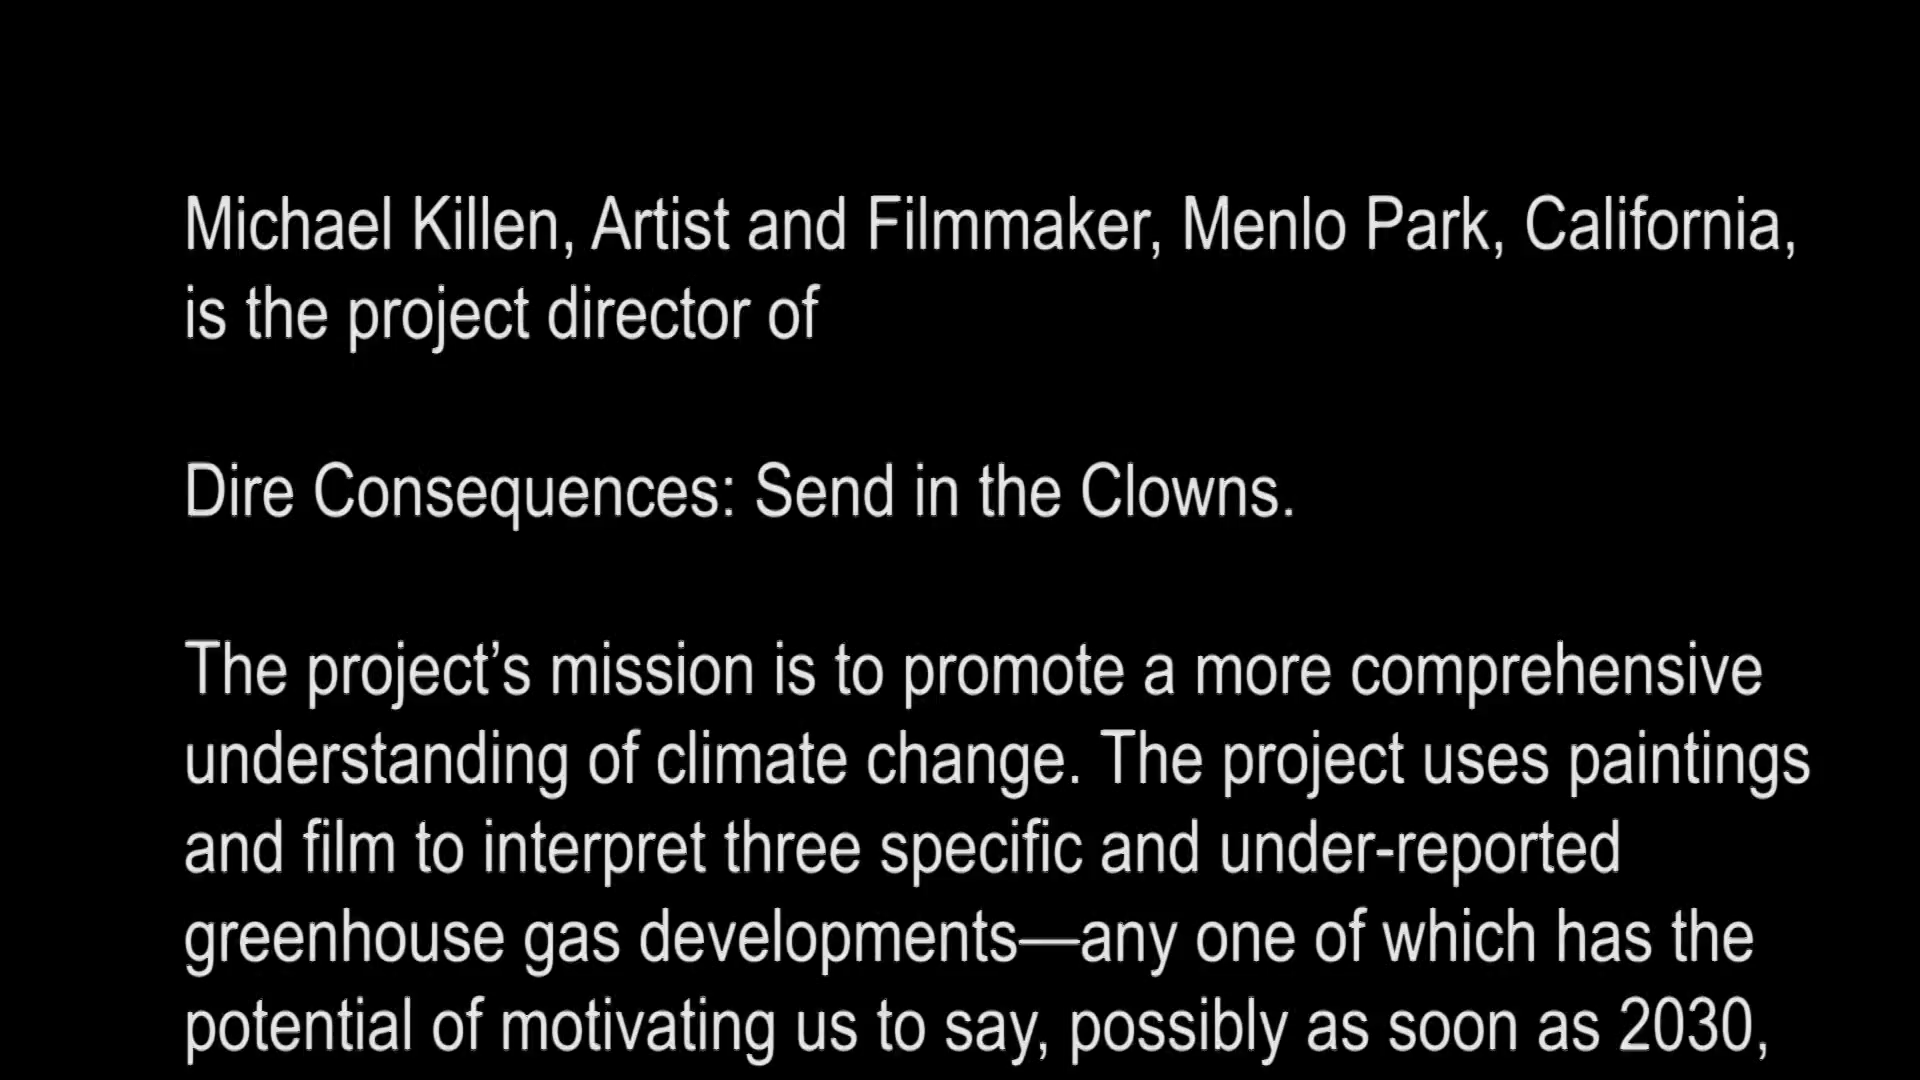 Michael Killen, Artist and Filmmaker, Menlo Park, California,
is the project director of
Dire Consequences: Send in the Clowns.
The project’s mission is to promote a more comprehensive
understanding of climate change. The project uses paintings
and film to interpret three specific and under-reported
greenhouse gas developments—any one of which has the
potential of motivating us to say, possibly as soon as 2030,